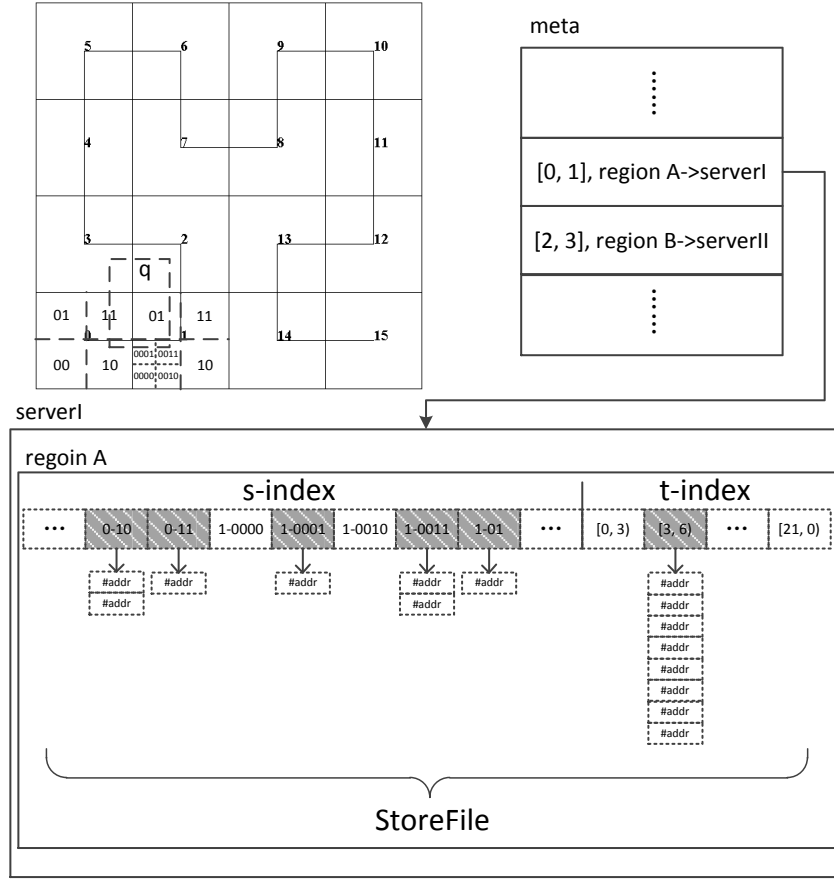 5 6 9 10
4 7 8 11
3 2 13 12
q
01 11 01 11
0 1 14 15
00 10 0001 0011 10
0000 0010
meta
[0, 1], region A->serverI
[2, 3], region B->serverII
serverI
regoin A
s-index t-index
··· 0-10 0-11 1-0000 1-0001 1-0010 1-0011 1-01 ··· [0, 3) [3, 6) ··· [21, 0)
#addr #addr #addr #addr #addr #addr
#addr #addr #addr
#addr
#addr
#addr
#addr
#addr
#addr
StoreFile